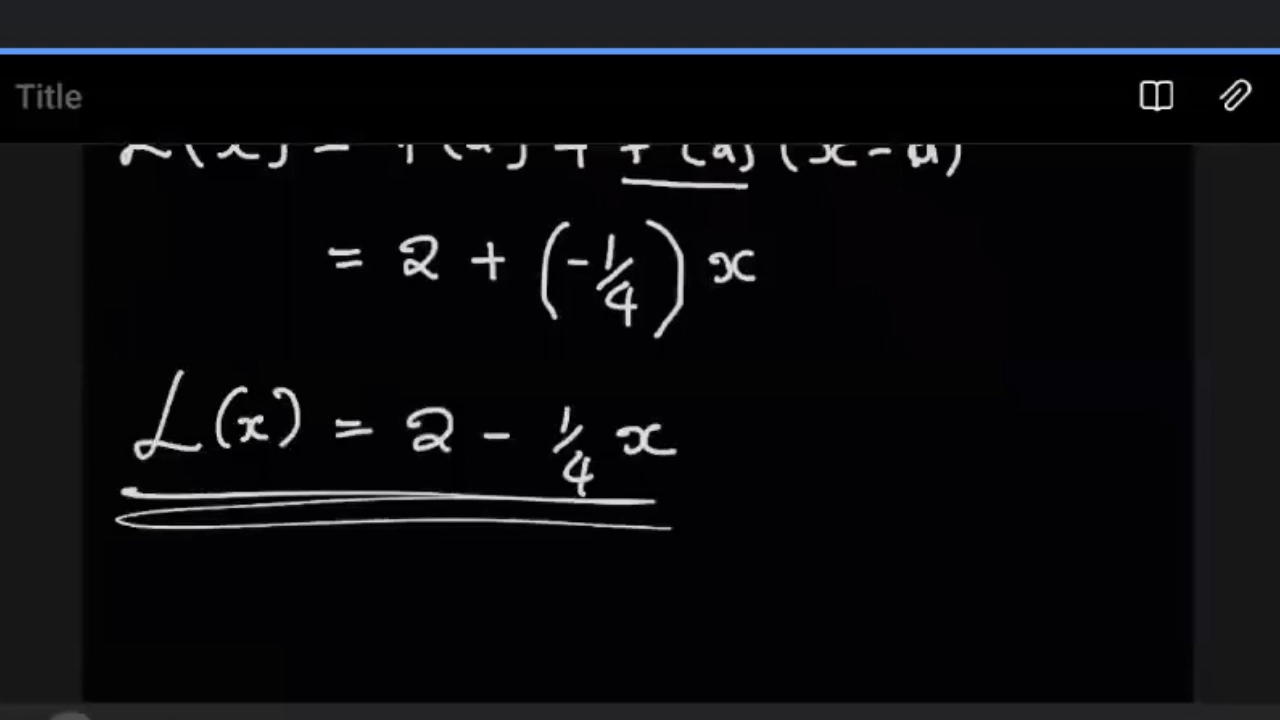 Title
L(x) = f(a) + f'(a) (x-a)
= 2 + (-1/4) x
L(x) = 2 - 1/4 x